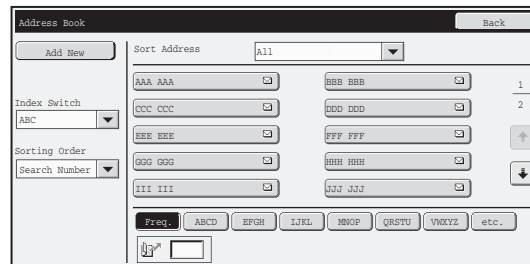 Address Book Back
Add New Sort Address All
AAA AAA BBB BBB 1
Index Switch CCC CCC DDD DDD 2
ABC
EEE EEE FFF FFF
Sorting Order
Search Number GGG GGG HHH HHH
III III JJJ JJJ
Freq. ABCD EFGH IJKL MNOP QRSTU VWXYZ etc.